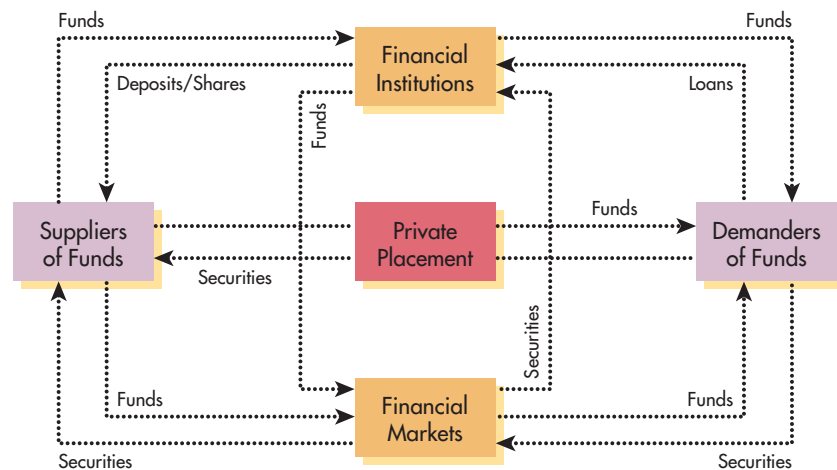 Funds
Funds
Financial
Institutions
Deposits/Shares
Loans
Funds
Suppliers
of Funds
Private
Placement
Funds
Demanders
of Funds
Securities
Securities
Funds
Financial
Markets
Funds
Securities
Securities